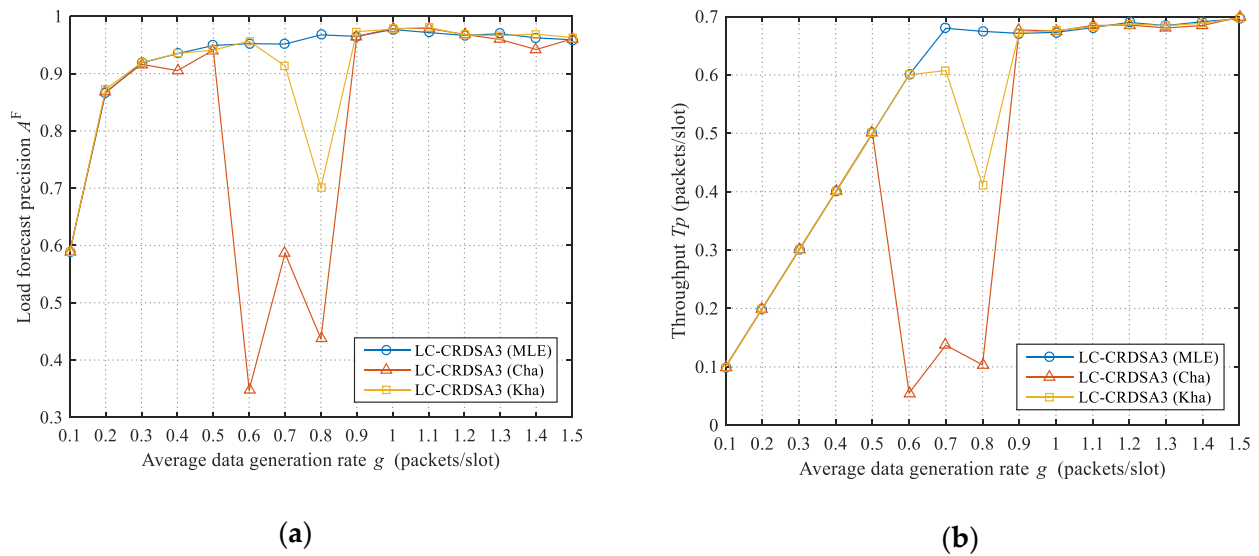 1
0.9
0.8
0.7
0.6
0.5
0.4
0.3
Load forecast precision A^F
LC-CRDSA3 (MLE)
LC-CRDSA3 (Cha)
LC-CRDSA3 (Kha)
0.1 0.2 0.3 0.4 0.5 0.6 0.7 0.8 0.9 1 1.1 1.2 1.3 1.4 1.5
Average data generation rate g (packets/slot)
(a)
0.7
0.6
0.5
0.4
0.3
0.2
0.1
0
Throughput Tp (packets/slot)
LC-CRDSA3 (MLE)
LC-CRDSA3 (Cha)
LC-CRDSA3 (Kha)
0.1 0.2 0.3 0.4 0.5 0.6 0.7 0.8 0.9 1 1.1 1.2 1.3 1.4 1.5
Average data generation rate g (packets/slot)
(b)